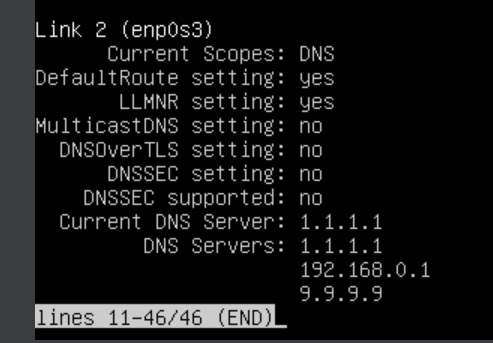 Link 2 (enp0s3)
Current Scopes: DNS
DefaultRoute setting: yes
LLMNR setting: yes
MulticastDNS setting: no
DNSOverTLS setting: no
DNSSEC setting: no
DNSSEC supported: no
Current DNS Server: 1.1.1.1
DNS Servers: 1.1.1.1
192.168.0.1
9.9.9.9
lines 11-46/46 (END)